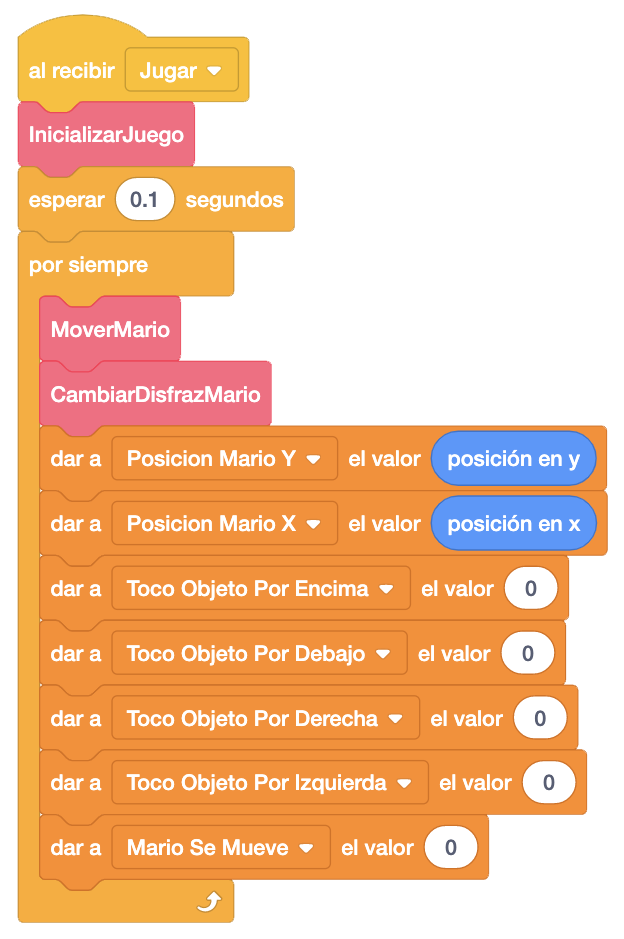 al recibir Jugar
InicializarJuego
esperar 0.1 segundos
por siempre
MoverMario
CambiarDisfrazMario
dar a Posicion Mario Y el valor posición en y
dar a Posicion Mario X el valor posición en x
dar a Toco Objeto Por Encima el valor 0
dar a Toco Objeto Por Debajo el valor 0
dar a Toco Objeto Por Derecha el valor 0
dar a Toco Objeto Por Izquierda el valor 0
dar a Mario Se Mueve el valor 0